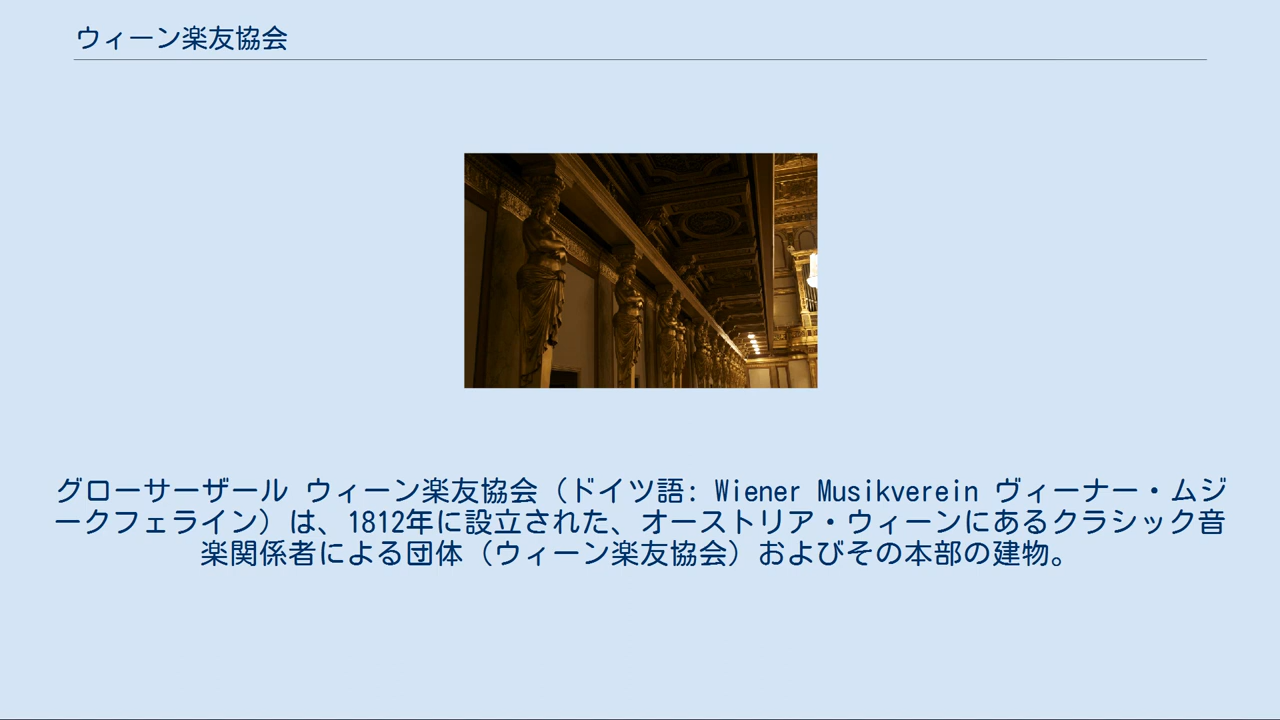 ウィーン楽友協会
グローサーザール ウィーン楽友協会（ドイツ語: Wiener Musikverein ヴィーナー・ムジ
ークフェライン）は、1812年に設立された、オーストリア・ウィーンにあるクラシック音
楽関係者による団体（ウィーン楽友協会）およびその本部の建物。